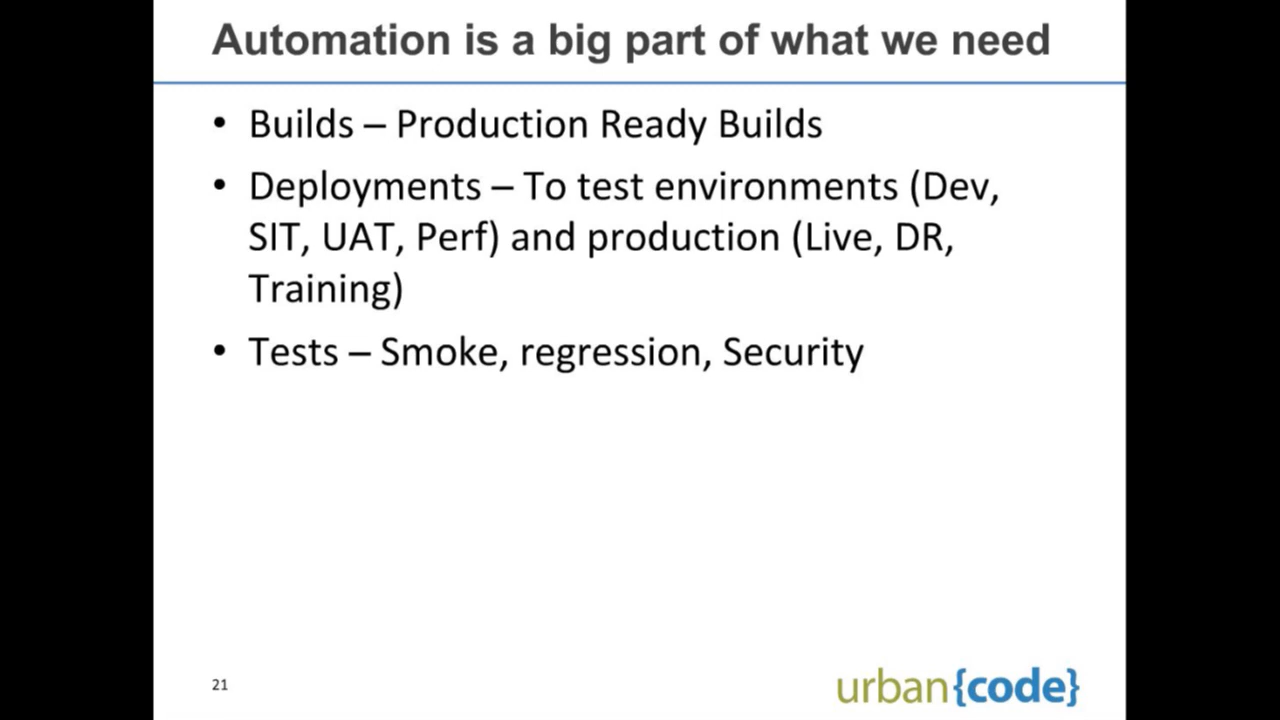 Automation is a big part of what we need
• Builds – Production Ready Builds
• Deployments – To test environments (Dev,
SIT, UAT, Perf) and production (Live, DR,
Training)
• Tests – Smoke, regression, Security
21
urban{code}